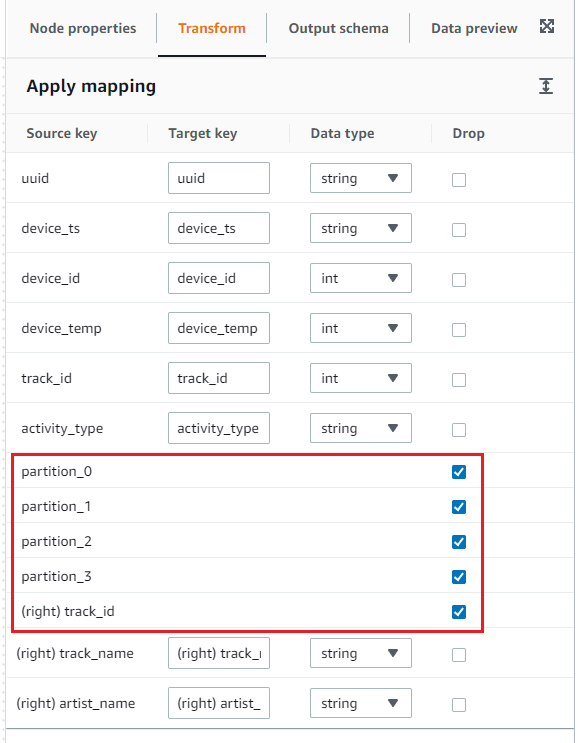 Node properties Transform Output schema Data preview
Apply mapping
Source key Target key Data type Drop
uuid uuid string
device_ts device_ts string
device_id device_id int
device_temp device_temp int
track_id track_id int
activity_type activity_type string
partition_0
partition_1
partition_2
partition_3
(right) track_id
(right) track_name (right) track_ string
(right) artist_name (right) artist_ string